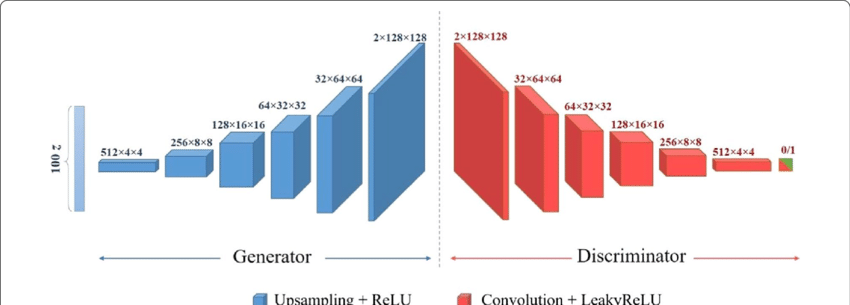 2×128×128
2×128×128
32×64×64
32×64×64
64×32×32
64×32×32
128×16×16
128×16×16
256×8×8
256×8×8
512×4×4
512×4×4
0/1
100 z
Generator
Discriminator
Upsampling + ReLU
Convolution + LeakyReLU